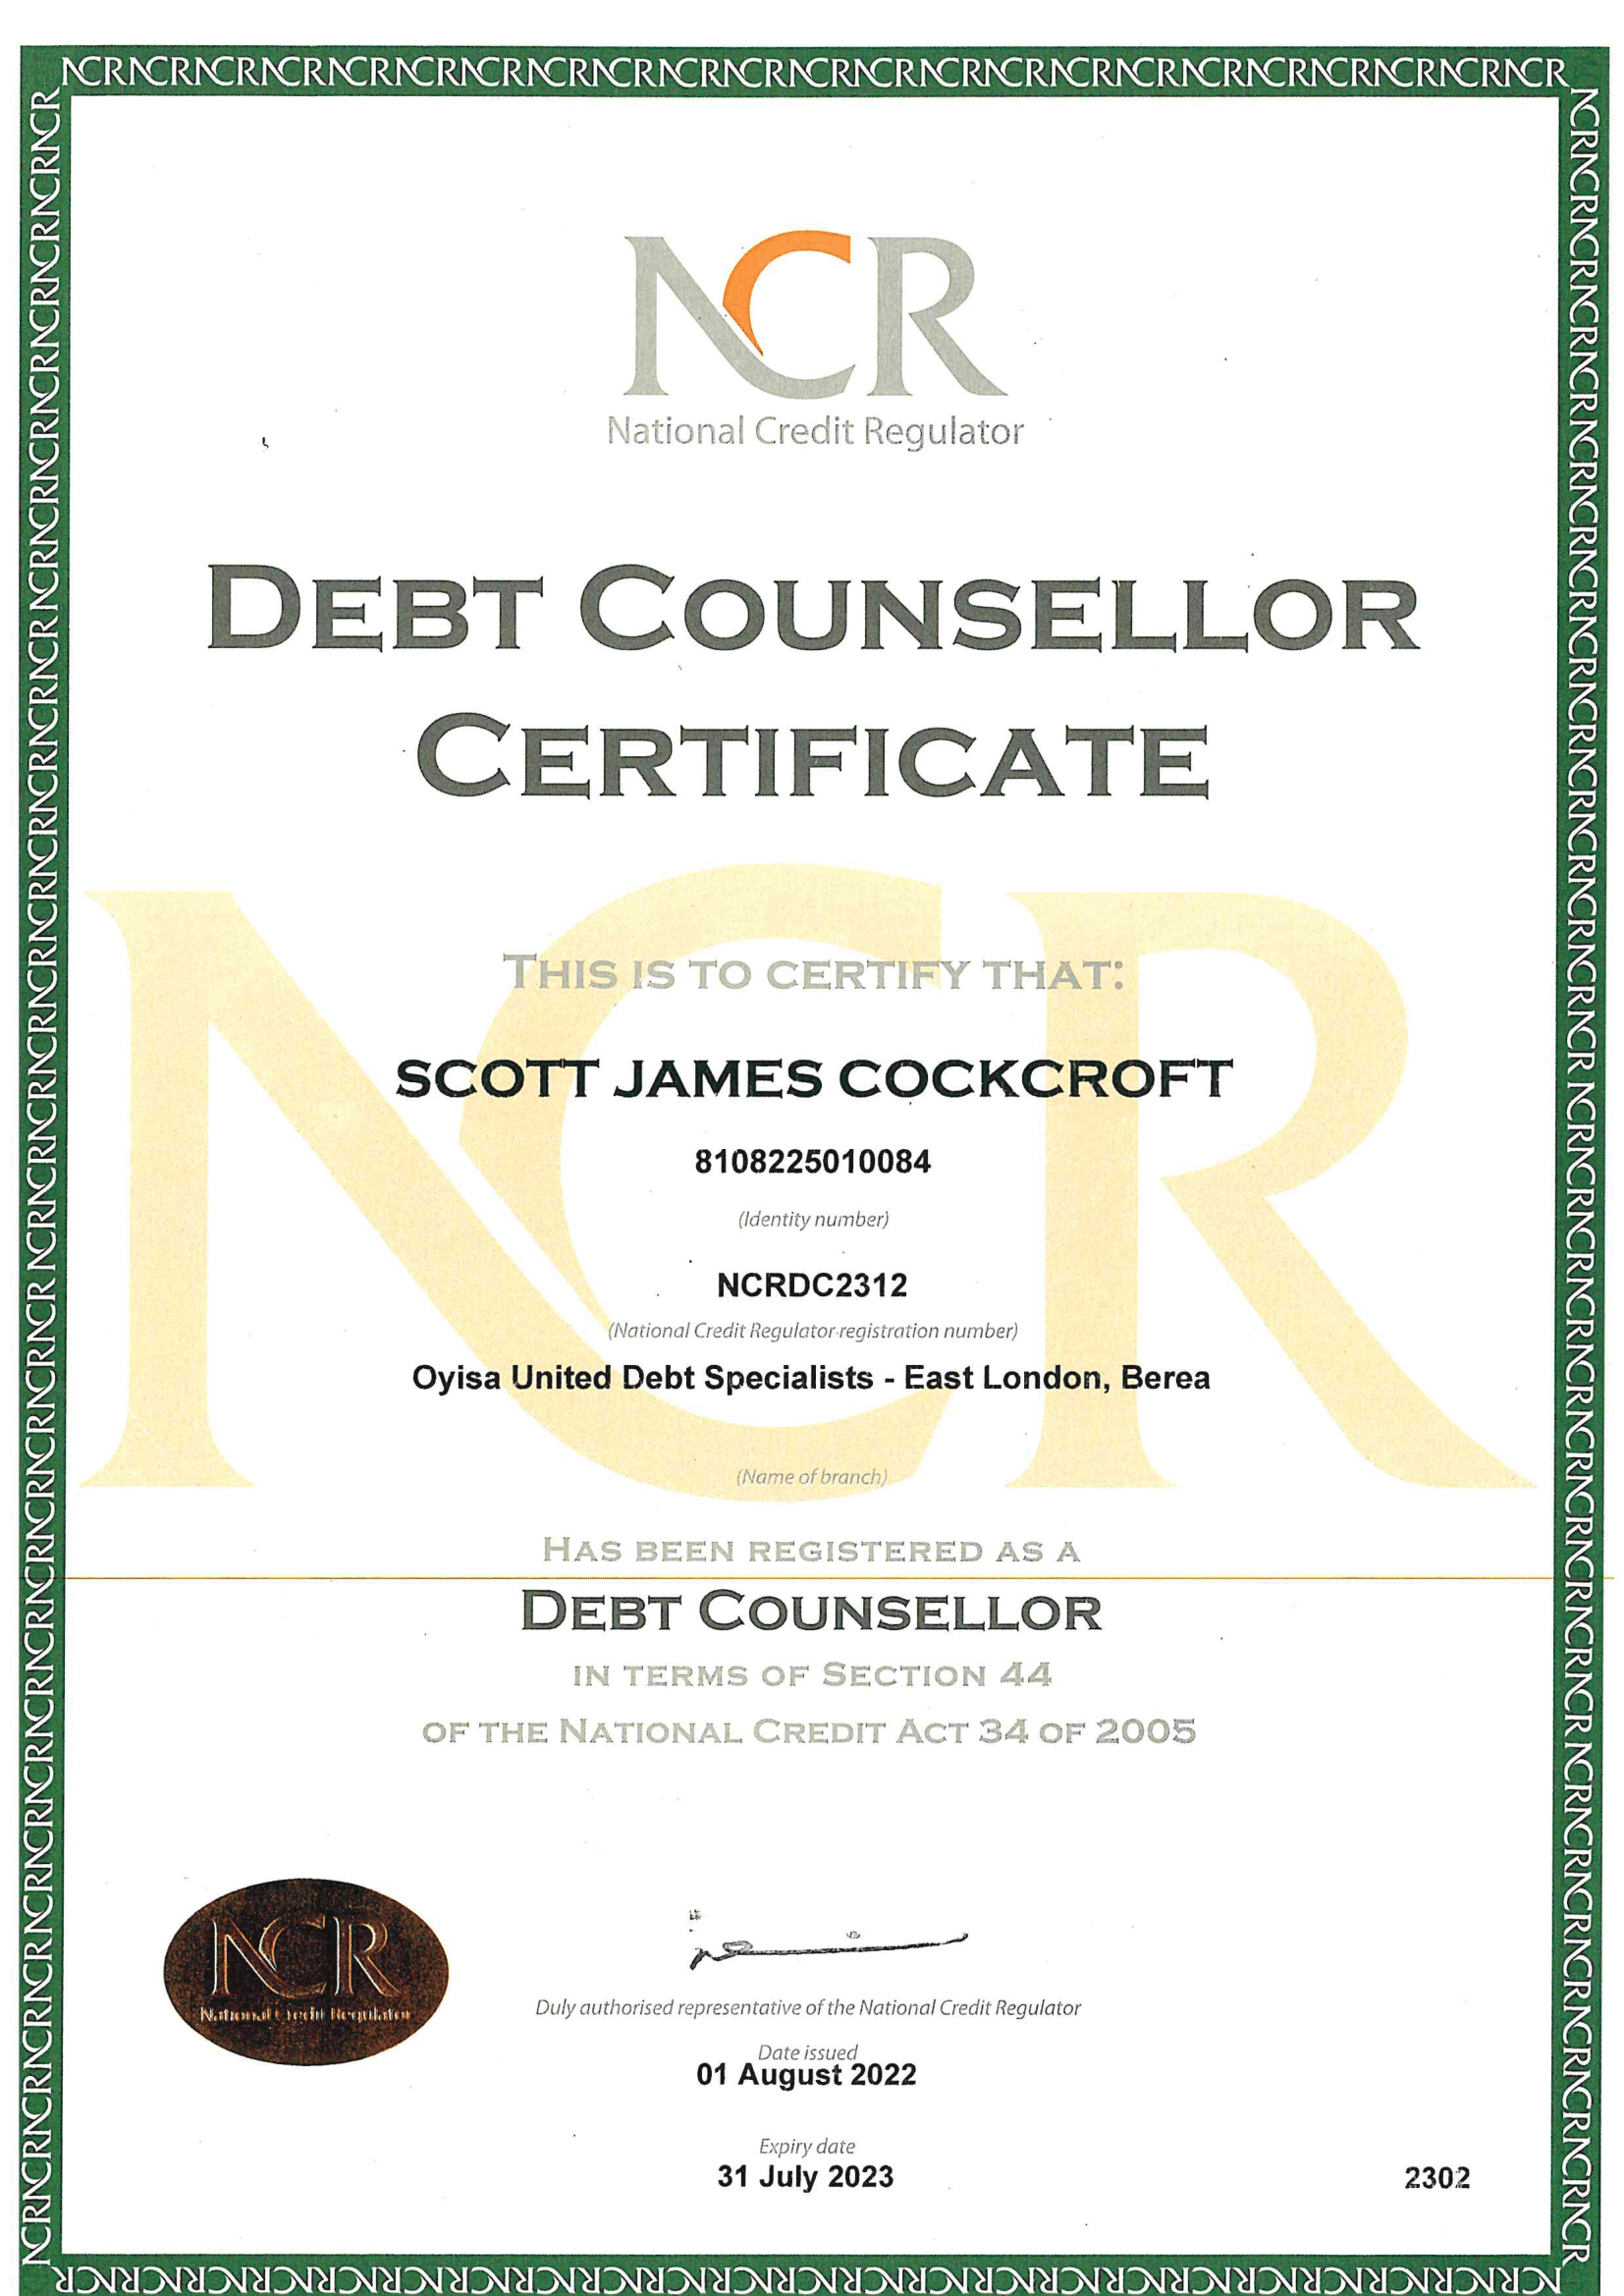 NCRNCRNCRNCRNCRNCRNCRNCRNCRNCRNCRNCRNCRNCRNCRNCRNCRNCR
NCR
National Credit Regulator
DEBT COUNSELLOR
CERTIFICATE
THIS IS TO CERTIFY THAT:
SCOTT JAMES COCKCROFT
8108225010084
(Identity number)
NCRDC2312
(National Credit Regulator registration number)
Oyisa United Debt Specialists - East London, Berea
(Name of branch)
HAS BEEN REGISTERED AS A
DEBT COUNSELLOR
IN TERMS OF SECTION 44
OF THE NATIONAL CREDIT ACT 34 OF 2005
NCR
National Credit Regulator
Duly authorised representative of the National Credit Regulator
Date issued
01 August 2022
Expiry date
31 July 2023
2302